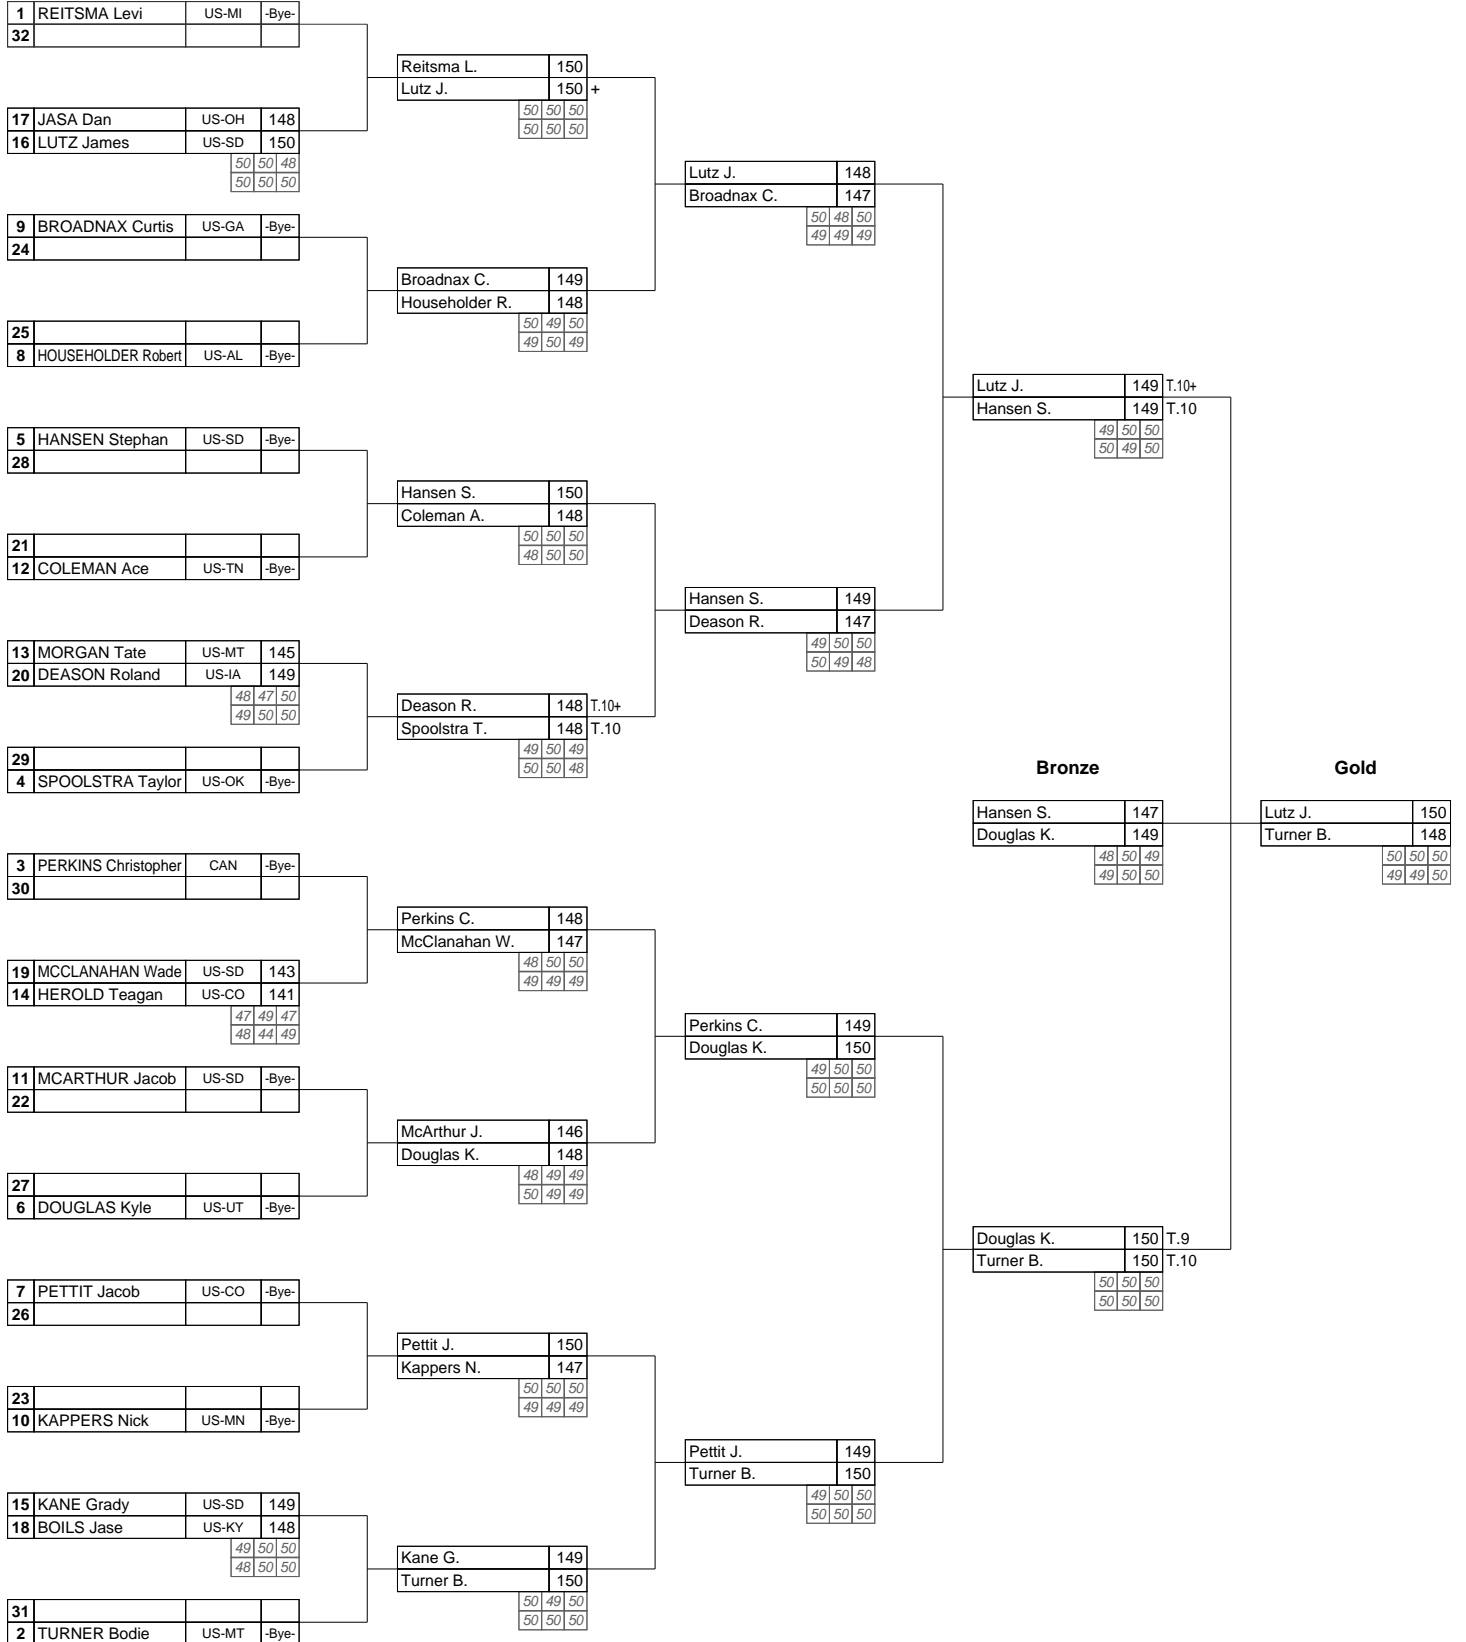 1 REITSMA Levi US-MI -Bye-
32
17 JASA Dan US-OH 148
16 LUTZ James US-SD 150
50 50 48
50 50 50
9 BROADNAX Curtis US-GA -Bye-
24
25
8 HOUSEHOLDER Robert US-AL -Bye-
5 HANSEN Stephan US-SD -Bye-
28
21
12 COLEMAN Ace US-TN -Bye-
13 MORGAN Tate US-MT 145
20 DEASON Roland US-IA 149
48 47 50
49 50 50
29
4 SPOOLSTRA Taylor US-OK -Bye-
3 PERKINS Christopher CAN -Bye-
30
19 MCCLANAHAN Wade US-SD 143
14 HEROLD Teagan US-CO 141
47 49 47
48 44 49
11 MCARTHUR Jacob US-SD -Bye-
22
27
6 DOUGLAS Kyle US-UT -Bye-
7 PETTIT Jacob US-CO -Bye-
26
23
10 KAPPERS Nick US-MN -Bye-
15 KANE Grady US-SD 149
18 BOILS Jase US-KY 148
49 50 50
48 50 50
31
2 TURNER Bodie US-MT -Bye-
Reitsma L. 150
Lutz J. 150 +
50 50 50
50 50 50
Broadnax C. 149
Householder R. 148
50 49 50
49 50 49
Hansen S. 150
Coleman A. 148
50 50 50
48 50 50
Deason R. 148 T.10+
Spoolstra T. 148 T.10
49 50 49
50 50 48
Perkins C. 148
McClanahan W. 147
48 50 50
49 49 49
McArthur J. 146
Douglas K. 148
48 49 49
50 49 49
Pettit J. 150
Kappers N. 147
50 50 50
49 49 49
Kane G. 149
Turner B. 150
50 49 50
50 50 50
Lutz J. 148
Broadnax C. 147
50 48 50
49 49 49
Hansen S. 149
Deason R. 147
49 50 50
50 49 48
Perkins C. 149
Douglas K. 150
49 50 50
50 50 50
Pettit J. 149
Turner B. 150
49 50 50
50 50 50
Lutz J. 149 T.10+
Hansen S. 149 T.10
49 50 50
50 49 50
Douglas K. 150 T.9
Turner B. 150 T.10
50 50 50
50 50 50
Bronze
Hansen S. 147
Douglas K. 149
48 50 49
49 50 50
Gold
Lutz J. 150
Turner B. 148
50 50 50
49 49 50